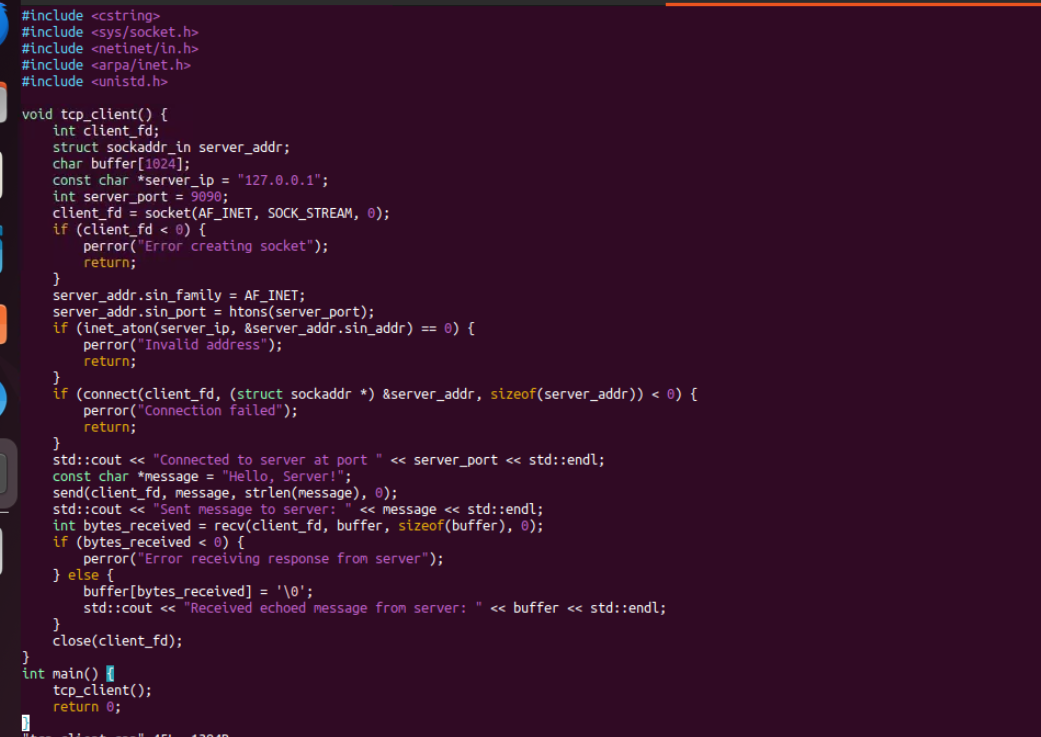 #include <cstring>
#include <sys/socket.h>
#include <netinet/in.h>
#include <arpa/inet.h>
#include <unistd.h>

void tcp_client() {
    int client_fd;
    struct sockaddr_in server_addr;
    char buffer[1024];
    const char *server_ip = "127.0.0.1";
    int server_port = 9090;
    client_fd = socket(AF_INET, SOCK_STREAM, 0);
    if (client_fd < 0) {
        perror("Error creating socket");
        return;
    }
    server_addr.sin_family = AF_INET;
    server_addr.sin_port = htons(server_port);
    if (inet_aton(server_ip, &server_addr.sin_addr) == 0) {
        perror("Invalid address");
        return;
    }
    if (connect(client_fd, (struct sockaddr *) &server_addr, sizeof(server_addr)) < 0) {
        perror("Connection failed");
        return;
    }
    std::cout << "Connected to server at port " << server_port << std::endl;
    const char *message = "Hello, Server!";
    send(client_fd, message, strlen(message), 0);
    std::cout << "Sent message to server: " << message << std::endl;
    int bytes_received = recv(client_fd, buffer, sizeof(buffer), 0);
    if (bytes_received < 0) {
        perror("Error receiving response from server");
    } else {
        buffer[bytes_received] = '\0';
        std::cout << "Received echoed message from server: " << buffer << std::endl;
    }
    close(client_fd);
}
int main() {
    tcp_client();
    return 0;
}